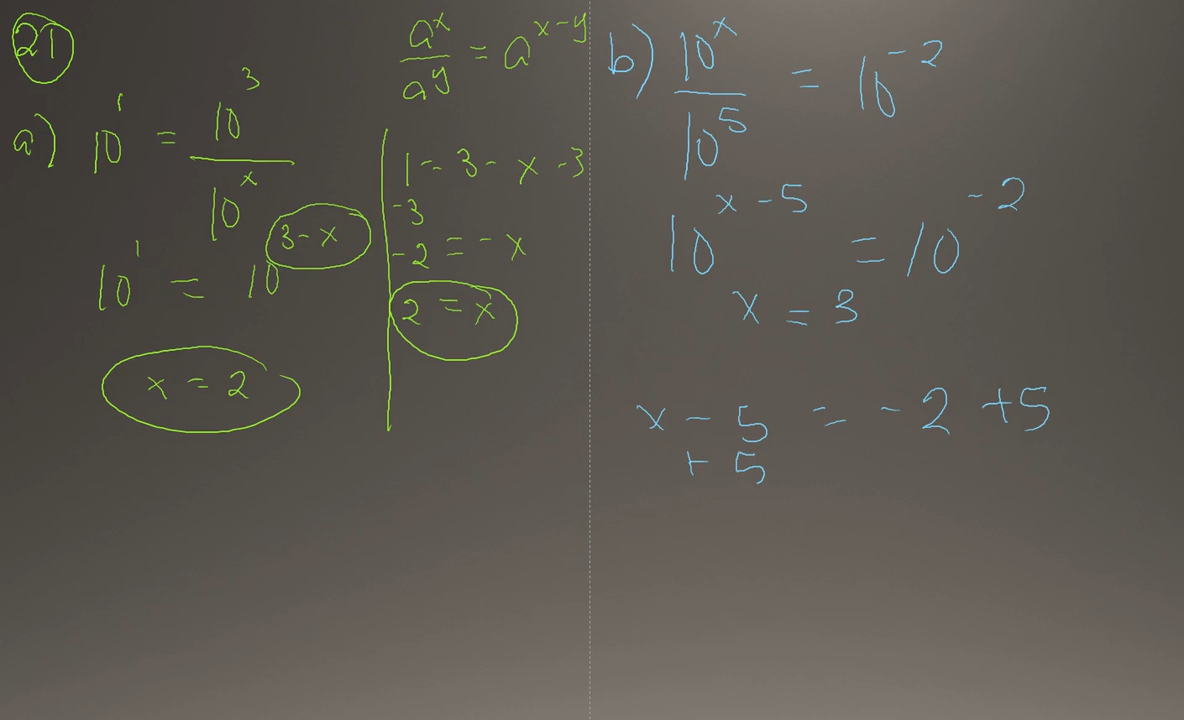 21
a^x / a^y = a^(x-y)
a) 10^1 = 10^3 / 10^x
10^1 = 10^(3-x)
x = 2
1 = 3 - x - 3
-3
-2 = -x
2 = x
b) 10^x / 10^5 = 10^-2
10^(x-5) = 10^-2
x = 3
x - 5 = -2 +5
+ 5